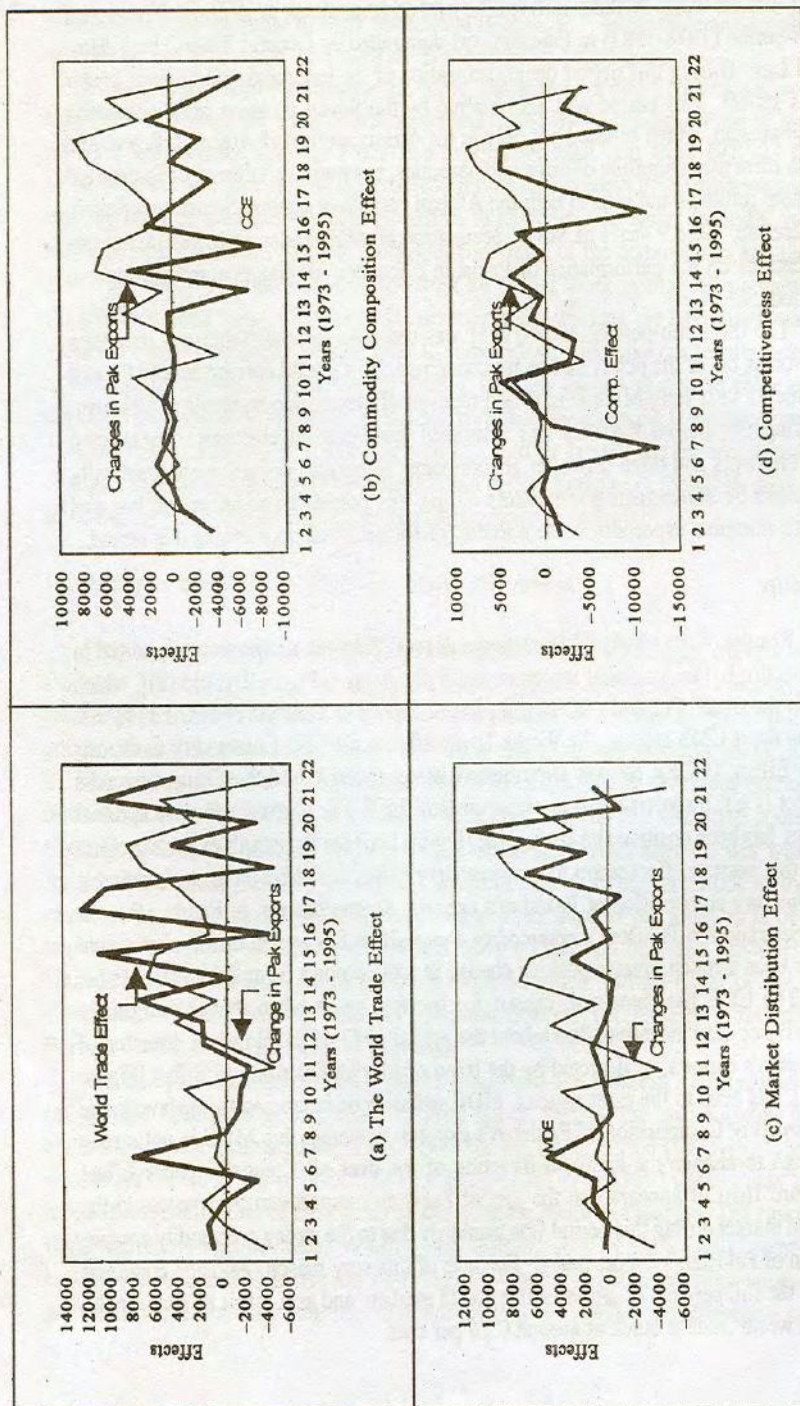 14000
12000
10000
8000
6000
4000
2000
0
-2000
-4000
-6000
Effects
World Trade Effect
Change in Pak Exports
1 2 3 4 5 6 7 8 9 10 11 12 13 14 15 16 17 18 19 20 21 22
Years (1973 - 1995)
(a) The World Trade Effect
10000
8000
6000
4000
2000
0
-2000
-4000
-6000
-8000
-10000
Effects
Changes in Pak Exports
CCE
1 2 3 4 5 6 7 8 9 10 11 12 13 14 15 16 17 18 19 20 21 22
Years (1973 - 1995)
(b) Commodity Composition Effect
12000
10000
8000
6000
4000
2000
0
-2000
-4000
-6000
Effects
MDE
Changes in Pak Exports
1 2 3 4 5 6 7 8 9 10 11 12 13 14 15 16 17 18 19 20 21 22
Years (1973 - 1995)
(c) Market Distribution Effect
10000
5000
0
-5000
-10000
-15000
Effects
Changes in Pak Exports
Comp. Effect
1 2 3 4 5 6 7 8 9 10 11 12 13 14 15 16 17 18 19 20 21 22
Years (1973 - 1995)
(d) Competitiveness Effect